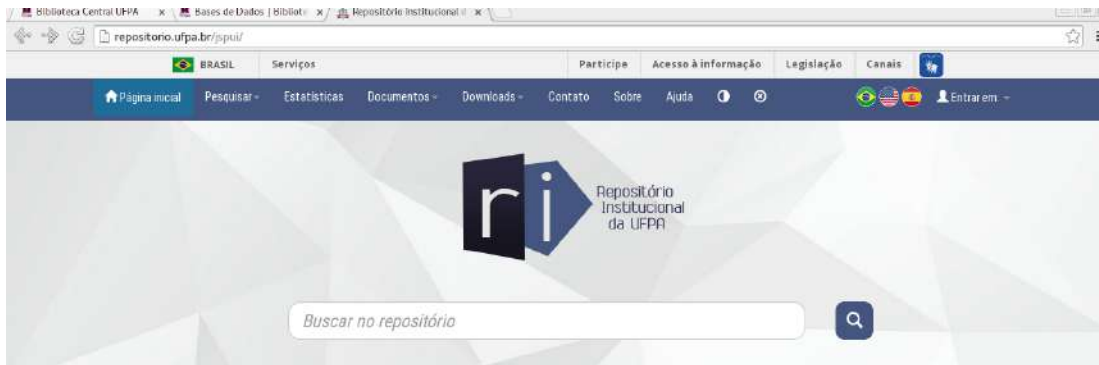 Biblioteca Central UFPA x Bases de Dados | Bibliot x Repositório Institucional d x
repositorio.ufpa.br/jspui/
BRASIL Serviços Participe Acesso à informação Legislação Canais
Página inicial Pesquisar Estatísticas Documentos Downloads Contato Sobre Ajuda Entrar em
ri
Repositório
Institucional
da UFPA
Buscar no repositório